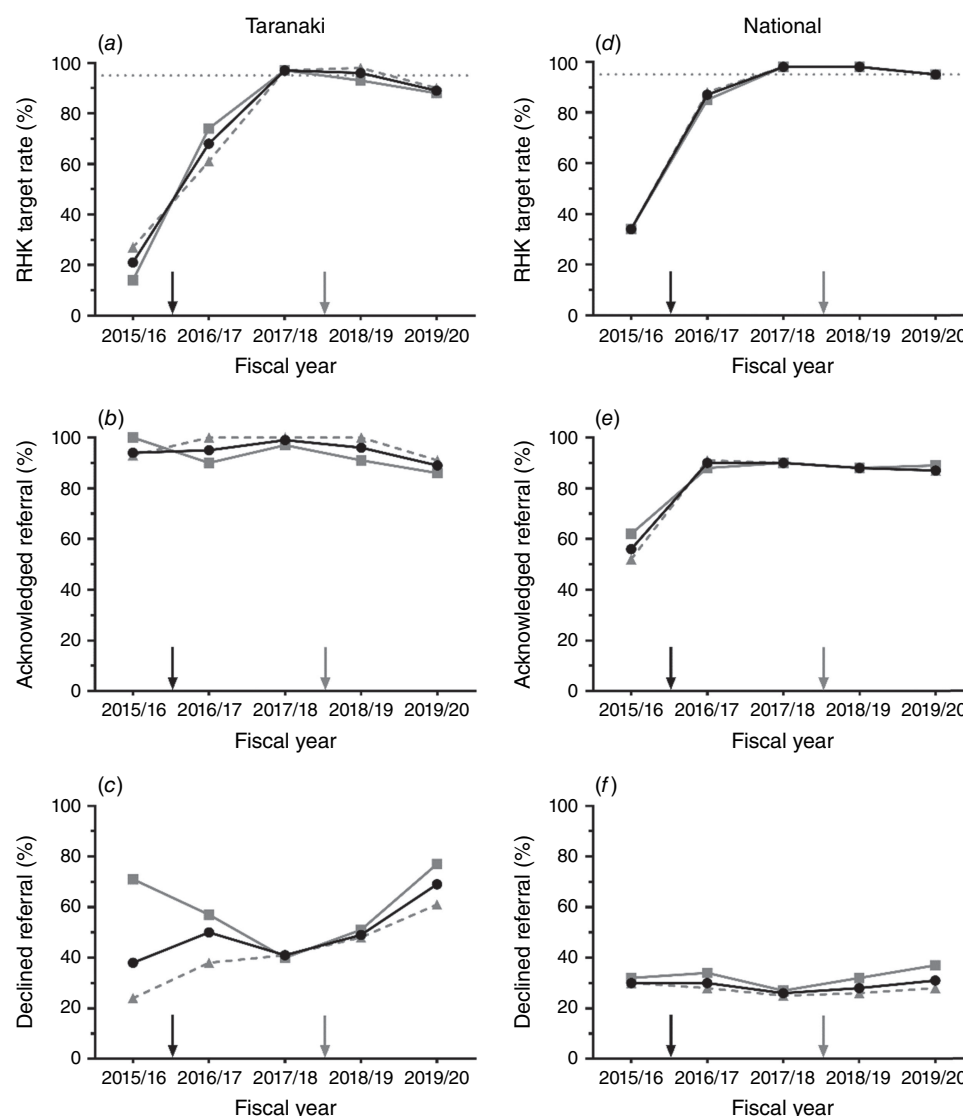 Taranaki
National
(a)
100
80
60
40
20
0
RHK target rate (%)
2015/16 2016/17 2017/18 2018/19 2019/20
Fiscal year
(d)
100
80
60
40
20
0
RHK target rate (%)
2015/16 2016/17 2017/18 2018/19 2019/20
Fiscal year
(b)
100
80
60
40
20
0
Acknowledged referral (%)
2015/16 2016/17 2017/18 2018/19 2019/20
Fiscal year
(e)
100
80
60
40
20
0
Acknowledged referral (%)
2015/16 2016/17 2017/18 2018/19 2019/20
Fiscal year
(c)
100
80
60
40
20
0
Declined referral (%)
2015/16 2016/17 2017/18 2018/19 2019/20
Fiscal year
(f)
100
80
60
40
20
0
Declined referral (%)
2015/16 2016/17 2017/18 2018/19 2019/20
Fiscal year